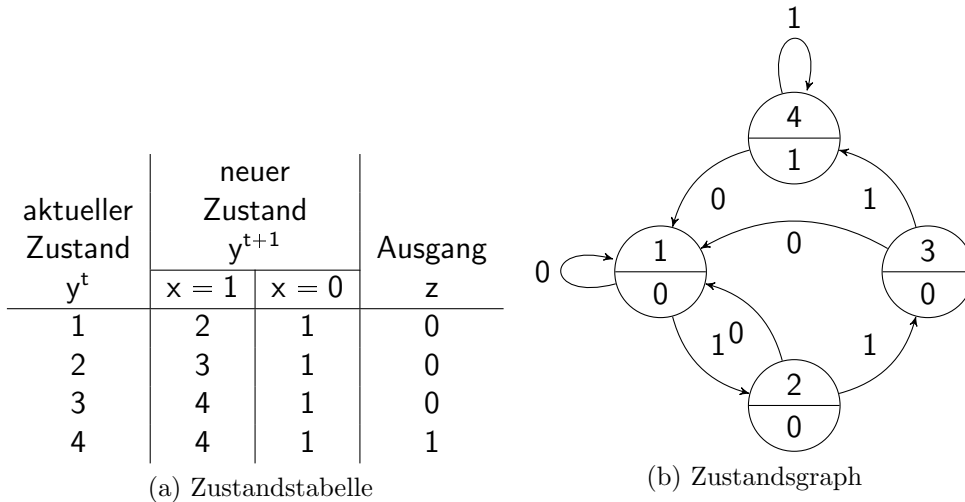 neuer
aktueller Zustand
Zustand y^{t+1} Ausgang
y^t x = 1 x = 0 z
1 2 1 0
2 3 1 0
3 4 1 0
4 4 1 1
(a) Zustandstabelle
1
4
1
0 1
0
1 3
0
0 0
1 0 1
2
0
(b) Zustandsgraph